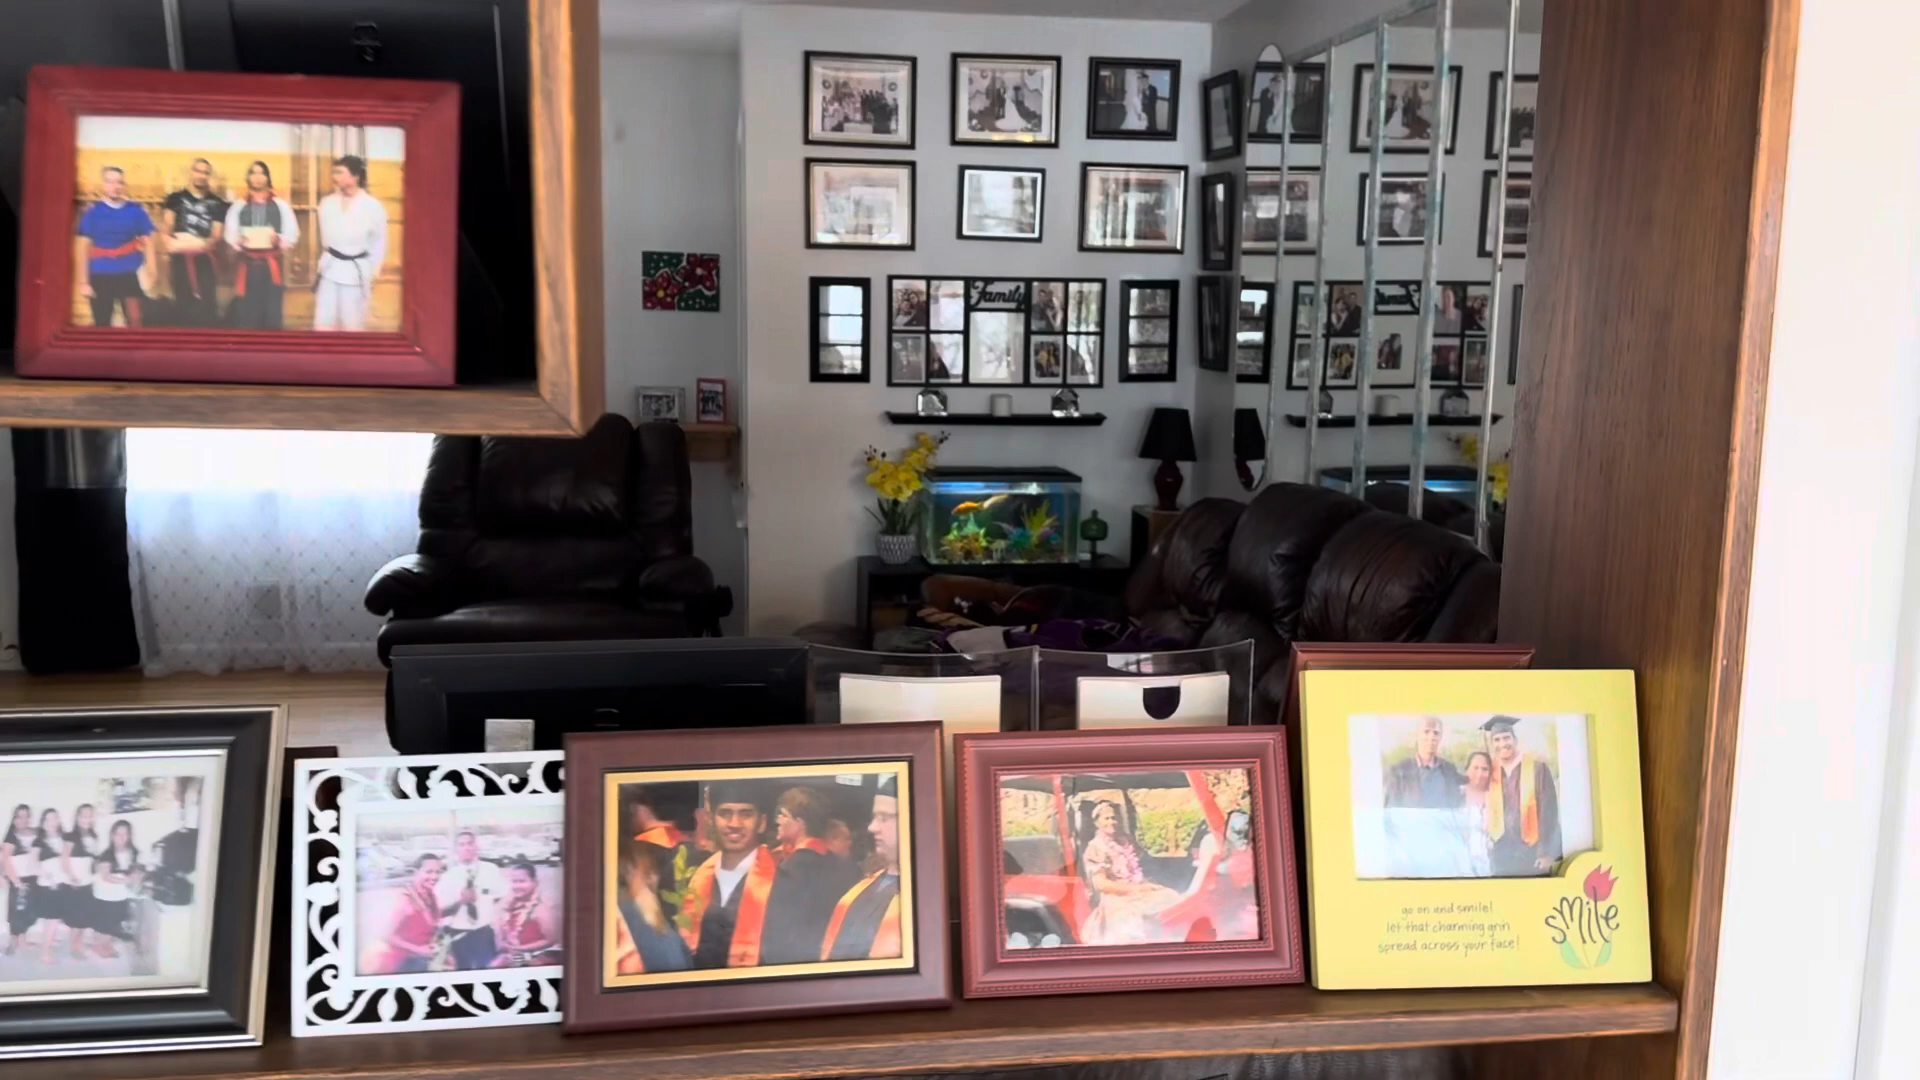 Family
go on and smile!
let that charming grin
spread across your face!
smile